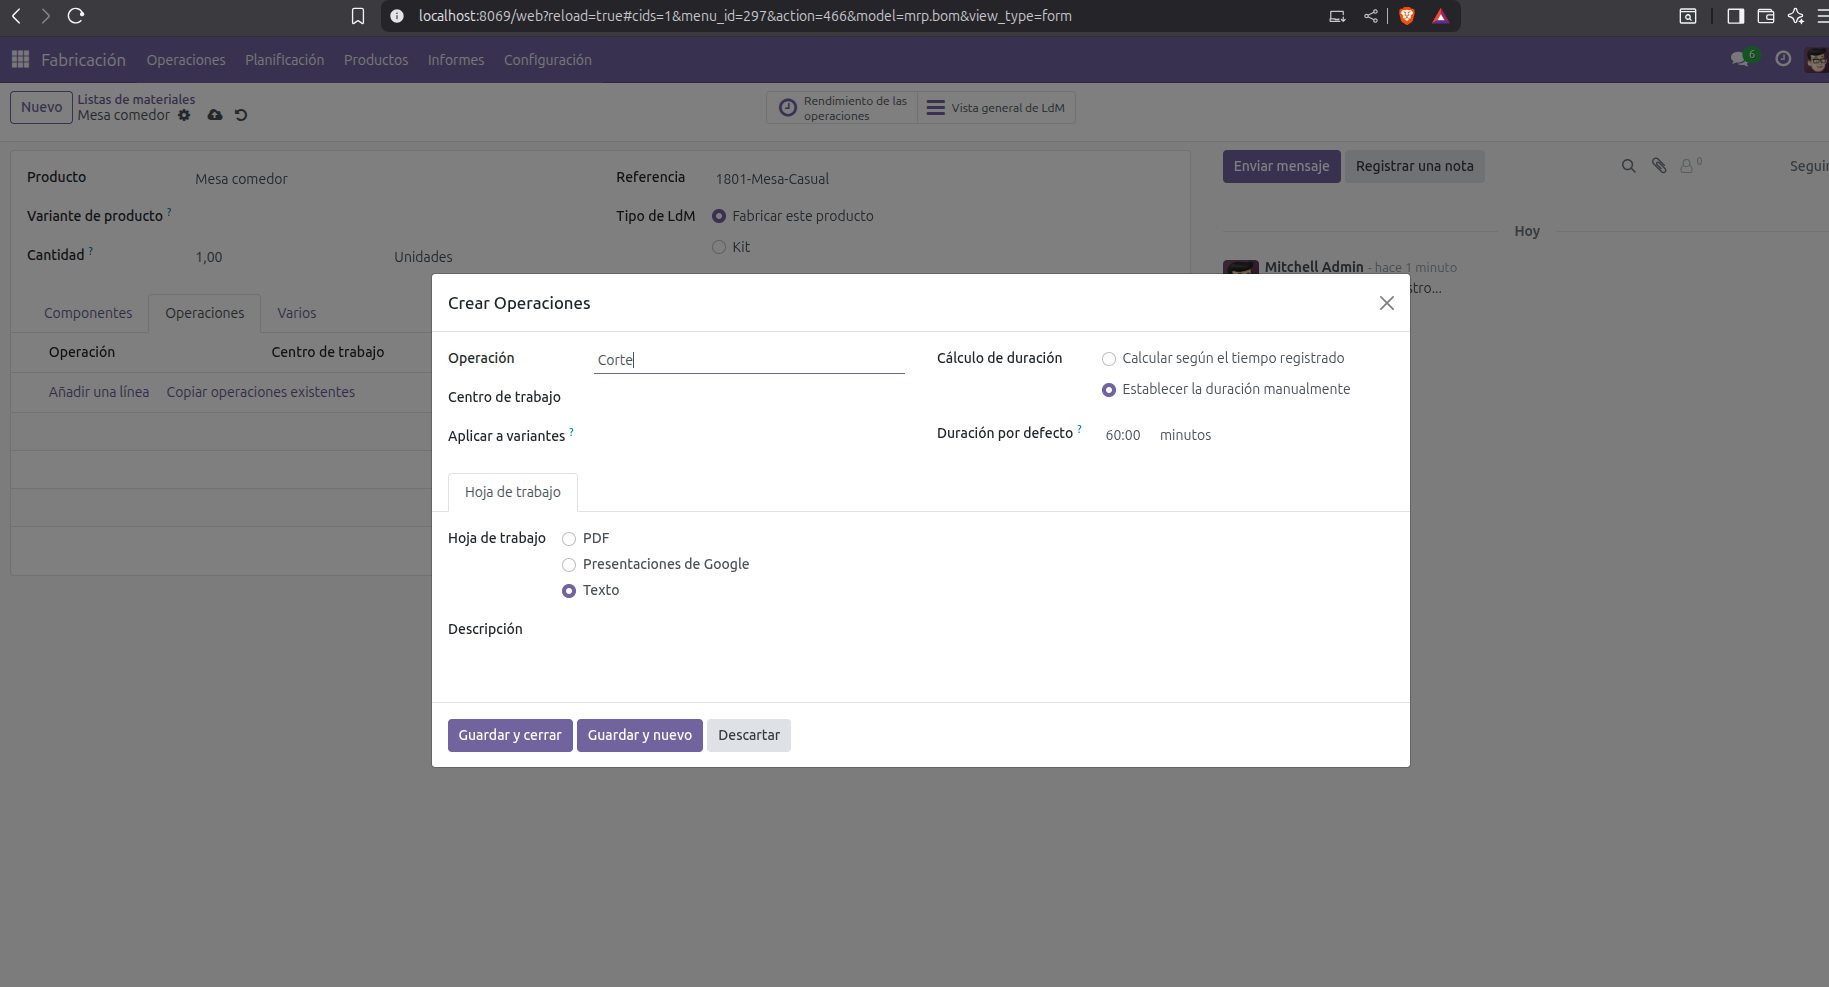 localhost:8069/web?reload=true#cids=1&menu_id=297&action=466&model=mrp.bom&view_type=form
Fabricación Operaciones Planificación Productos Informes Configuración 6
Nuevo Listas de materiales
Mesa comedor
Rendimiento de las operaciones Vista general de LdM
Enviar mensaje Registrar una nota 0 Seguir
Producto Mesa comedor Referencia 1801-Mesa-Casual
Variante de producto ? Tipo de LdM Fabricar este producto
Kit
Cantidad ? 1,00 Unidades
Hoy
Mitchell Admin - hace 1 minuto
stro...
Componentes Operaciones Varios
Operación Centro de trabajo
Añadir una línea Copiar operaciones existentes
Crear Operaciones
Operación Corte Cálculo de duración Calcular según el tiempo registrado
Establecer la duración manualmente
Centro de trabajo
Aplicar a variantes ? Duración por defecto ? 60:00 minutos
Hoja de trabajo
Hoja de trabajo PDF
Presentaciones de Google
Texto
Descripción
Guardar y cerrar Guardar y nuevo Descartar